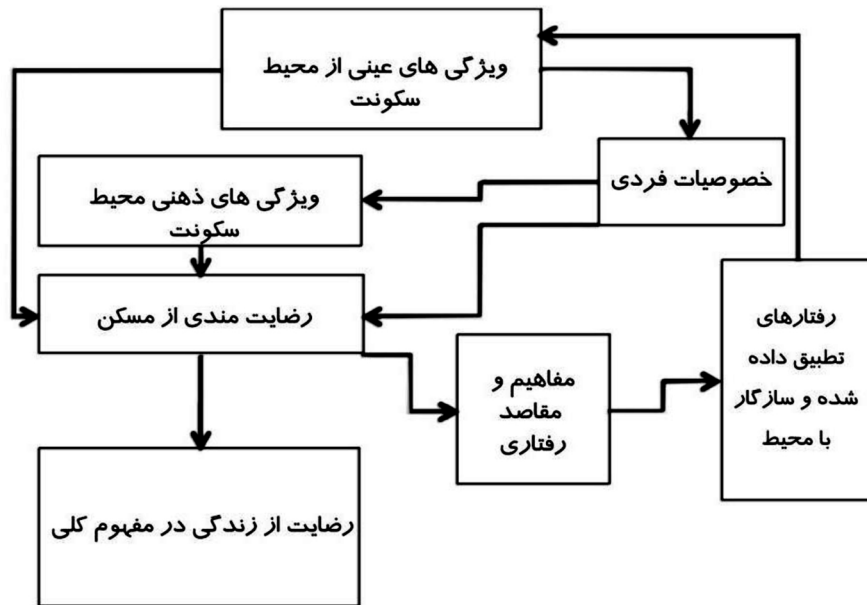 ویژگی های عینی از محیط
سکونت
خصوصیات فردی
ویژگی های ذهنی محیط
سکونت
رضایت مندی از مسکن
رفتارهای
تطبیق داده
شده و سازگار
با محیط
مفاهیم و
مقاصد
رفتاری
رضایت از زندگی در مفهوم کلی